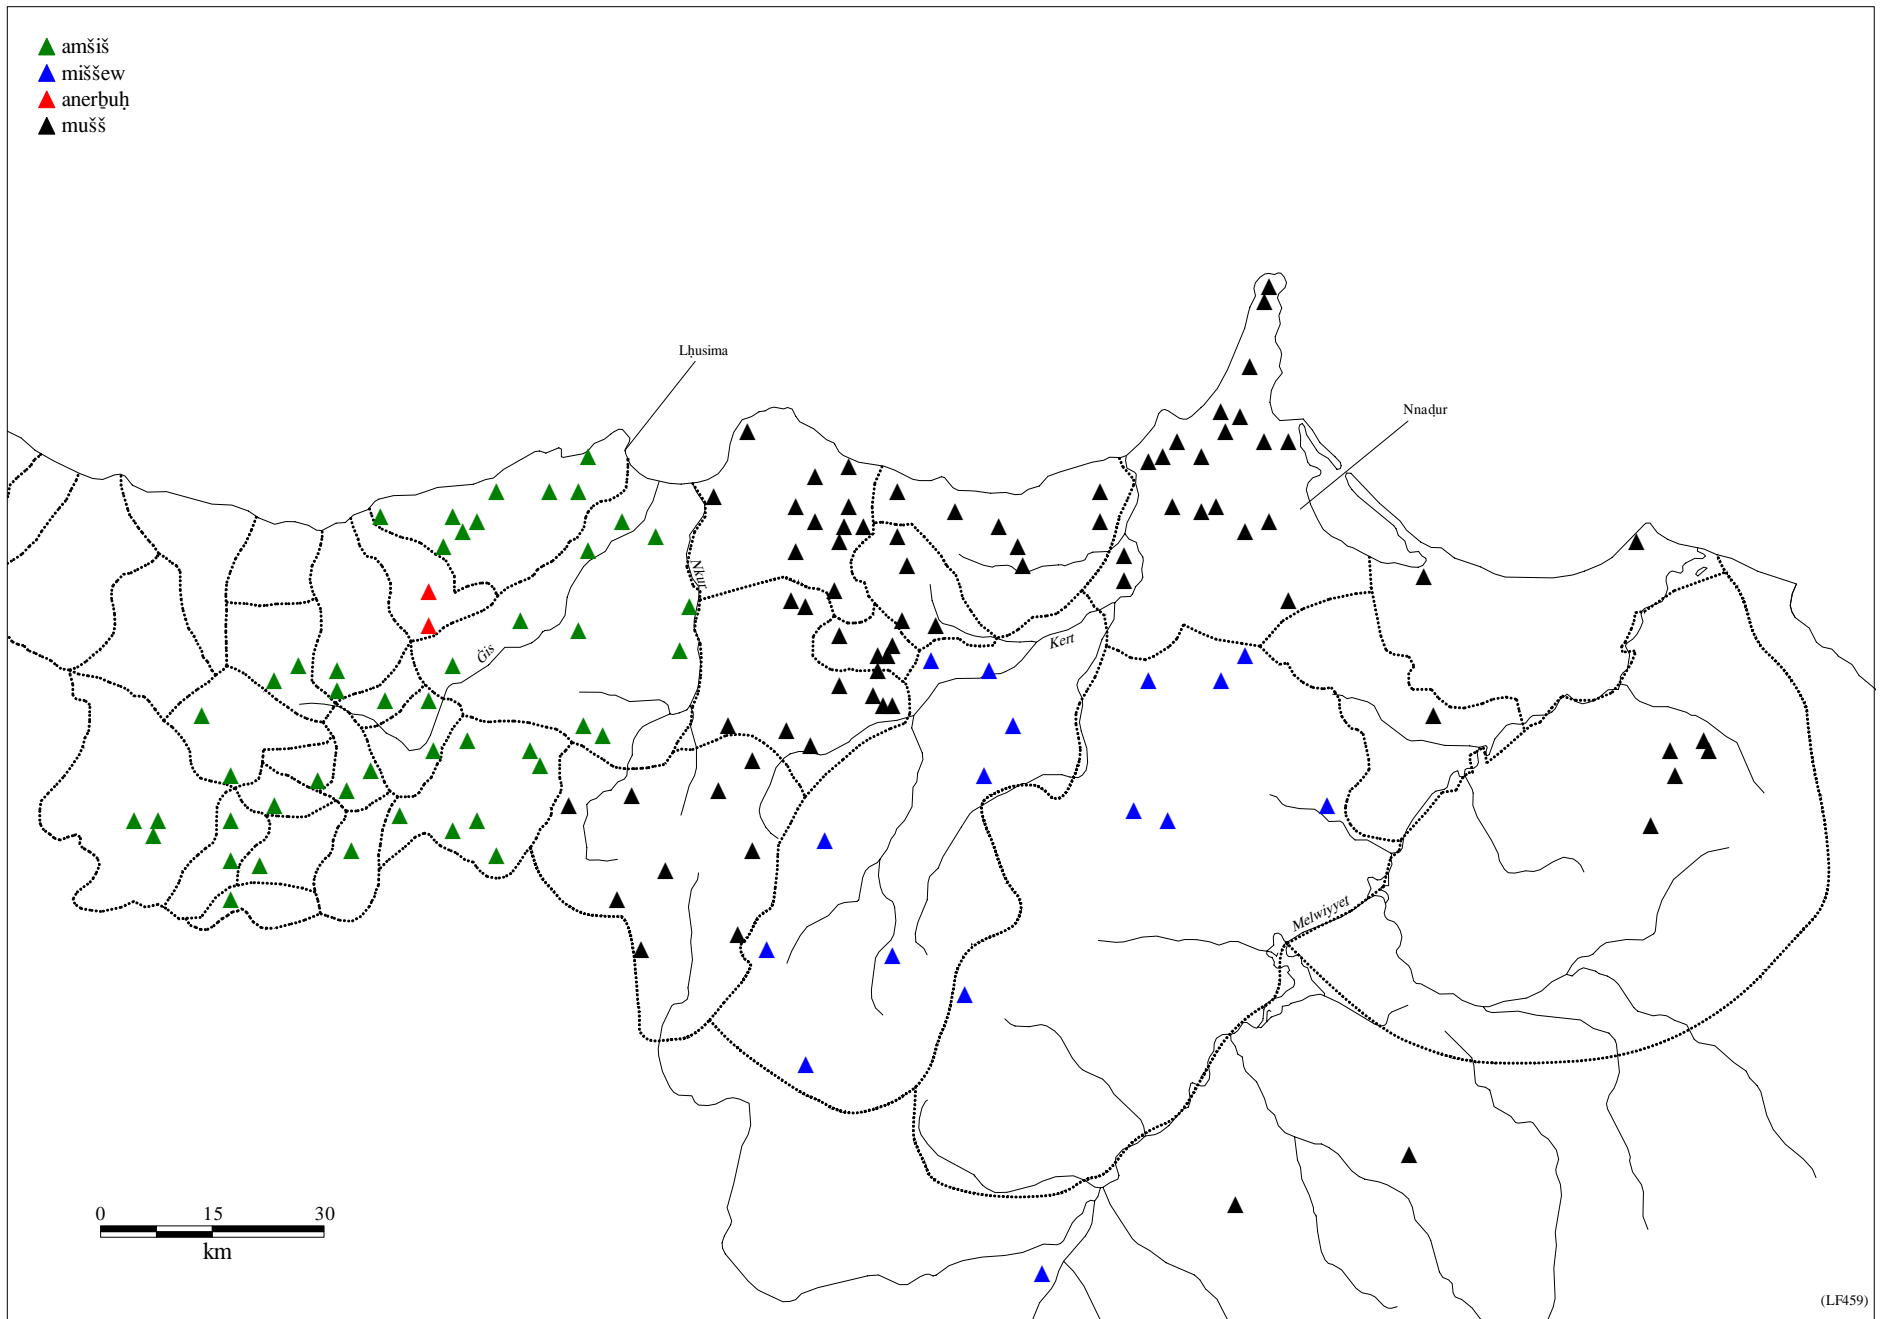 amšiš
miššew
anerḇuḥ
mušš
Lḥusima
Nnaḍur
Nkur
Ġis
Kert
Melwiyyet
0 15 30
km
(LF459)